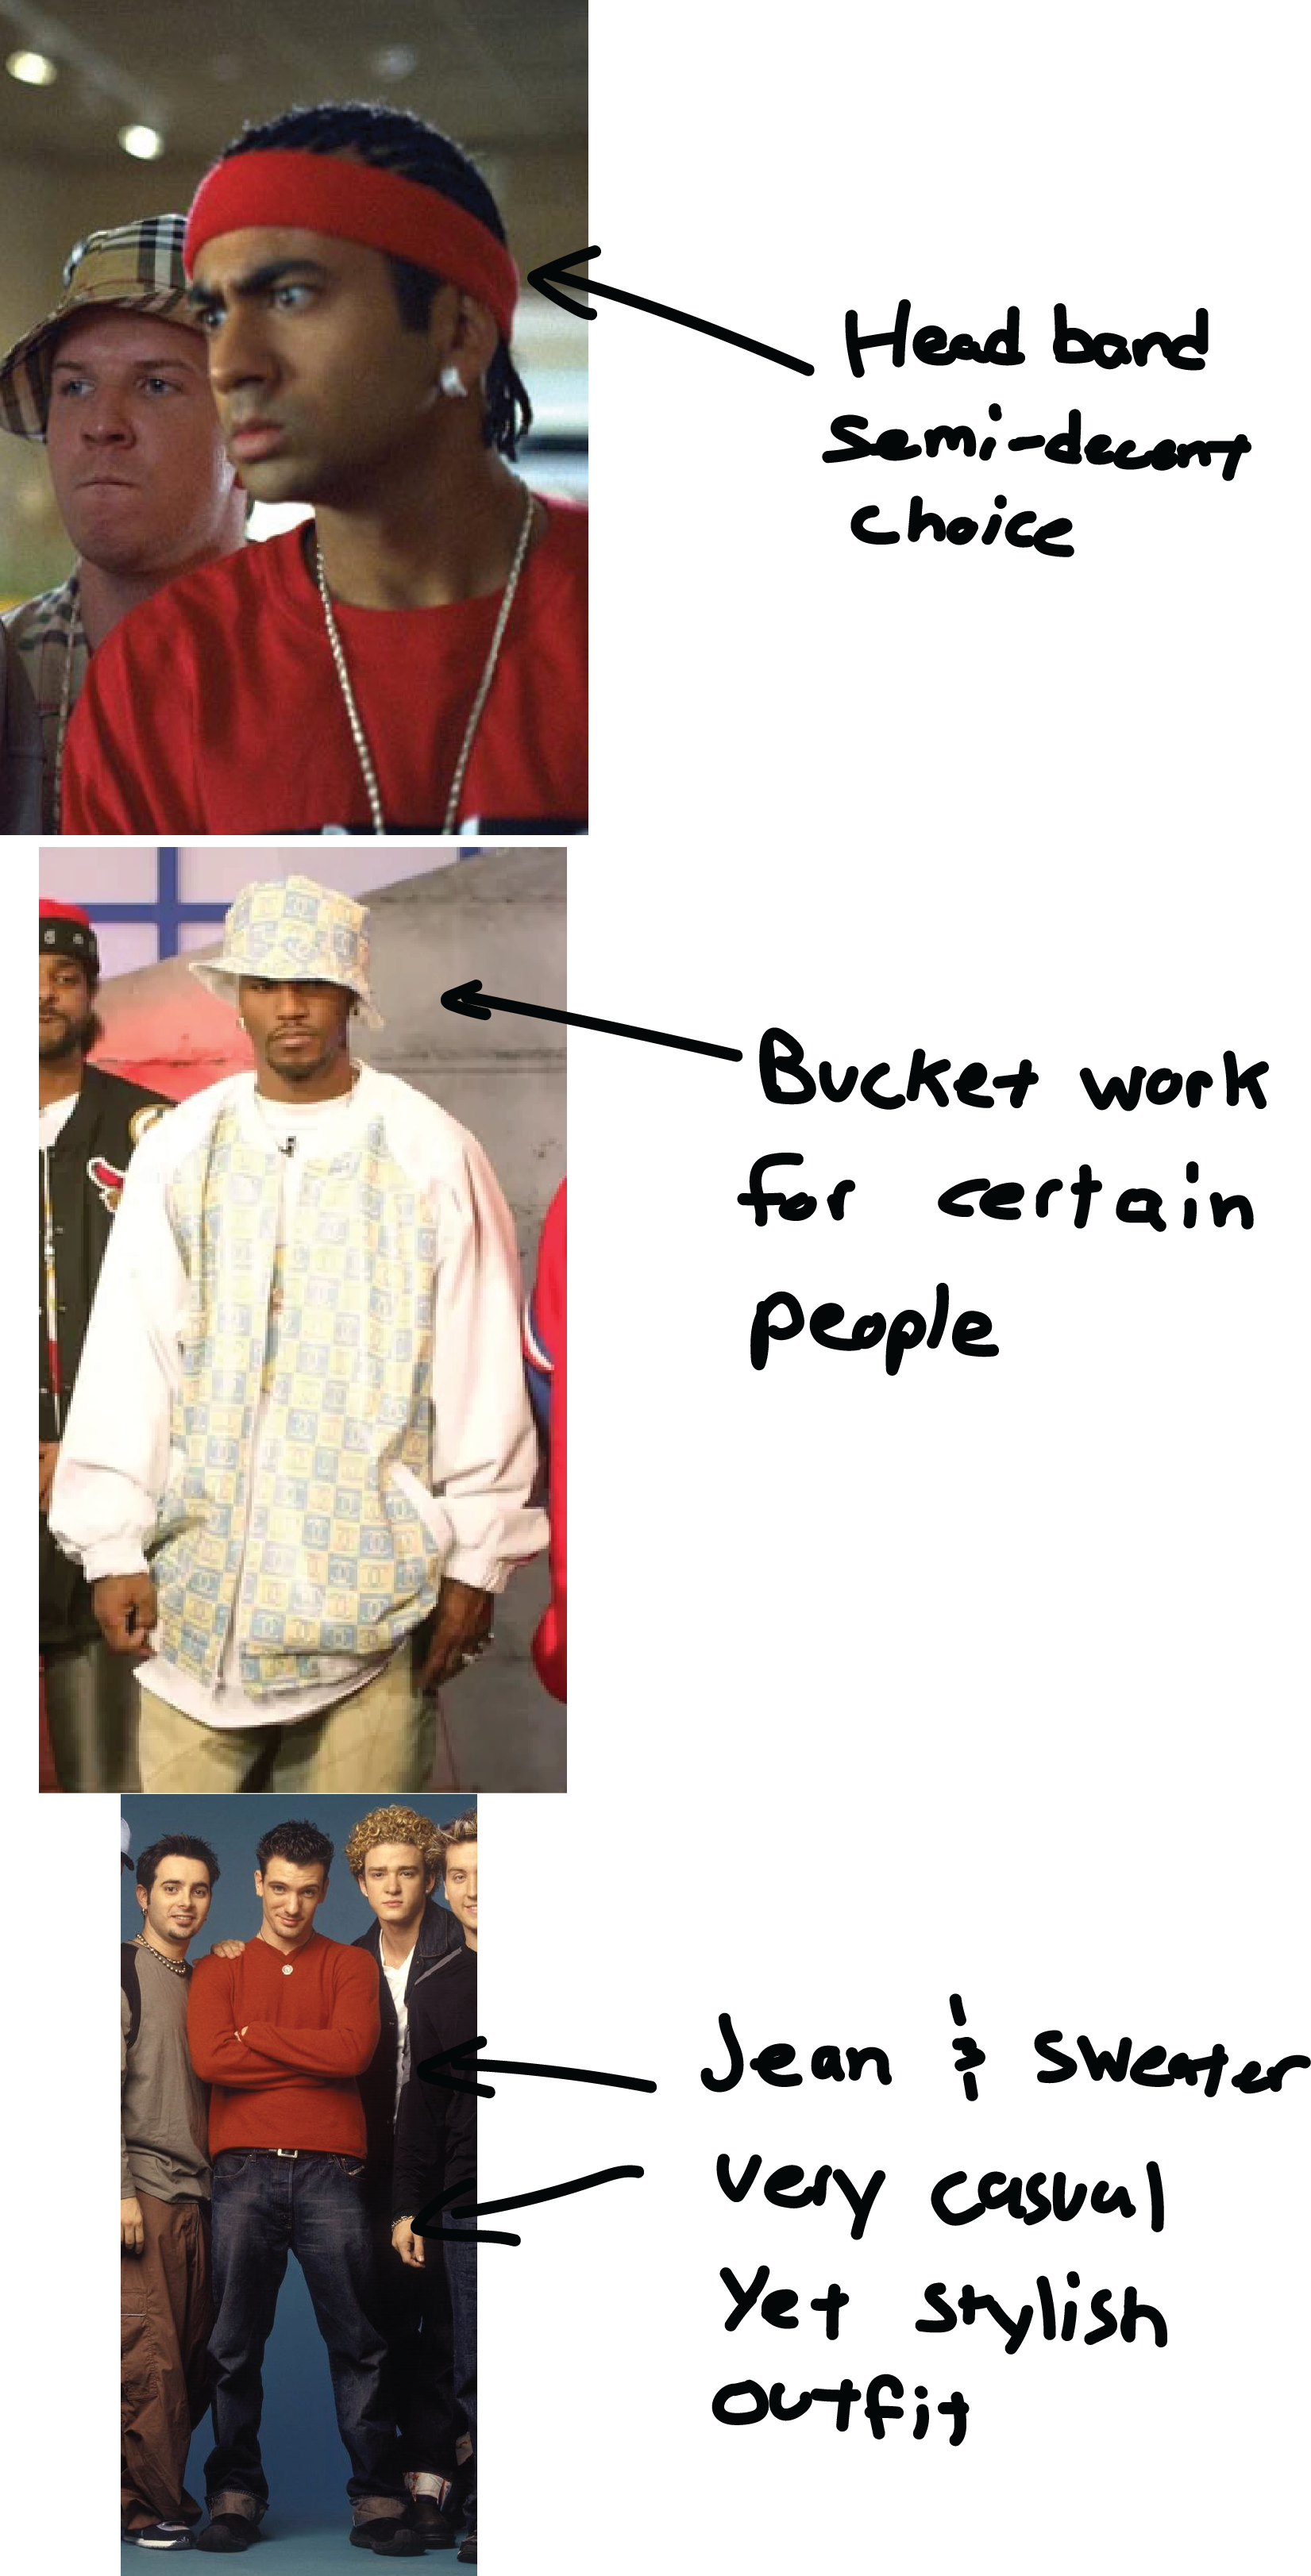 Head band
semi-decent
choice
Bucket work
for certain
people
Jean & sweater
very casual
Yet stylish
outfit